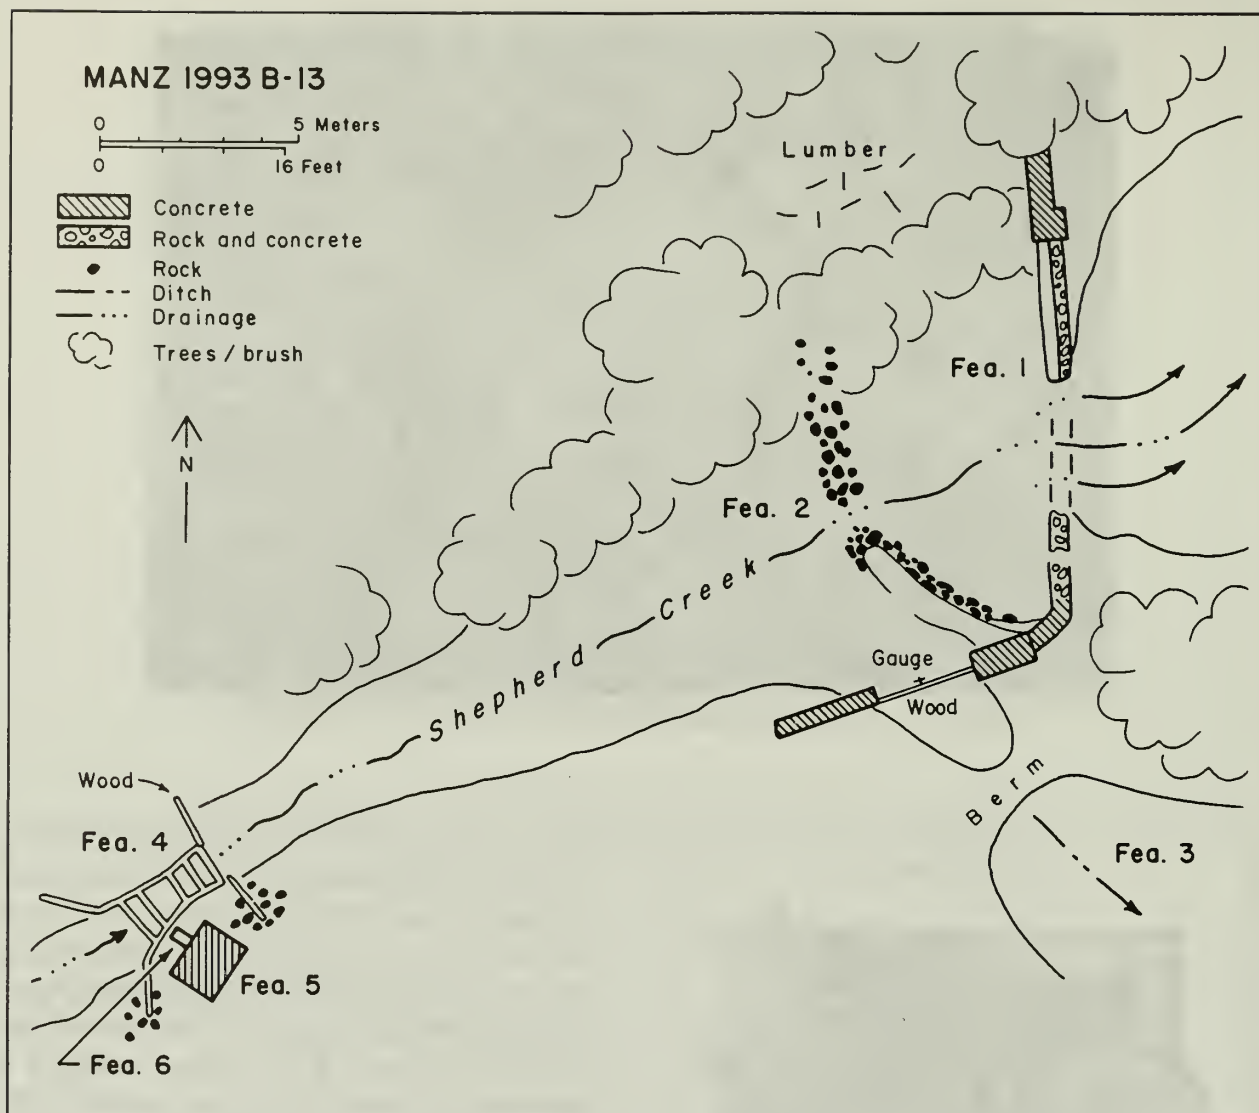 MANZ 1993 B-13
0 5 Meters
0 16 Feet
Concrete
Rock and concrete
Rock
Ditch
Drainage
Trees / brush
N
Lumber
Fea. 1
Fea. 2
Shepherd Creek
Gauge
Wood
Berm
Fea. 3
Wood
Fea. 4
Fea. 5
Fea. 6